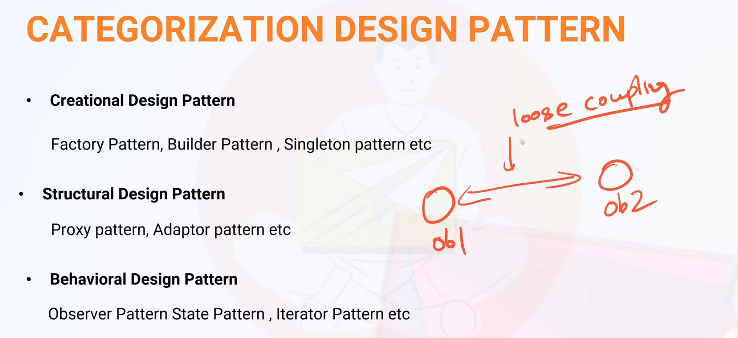 CATEGORIZATION DESIGN PATTERN
• Creational Design Pattern
Factory Pattern, Builder Pattern , Singleton pattern etc
loose coupling
• Structural Design Pattern
Proxy pattern, Adaptor pattern etc
ob1
ob2
• Behavioral Design Pattern
Observer Pattern State Pattern , Iterator Pattern etc